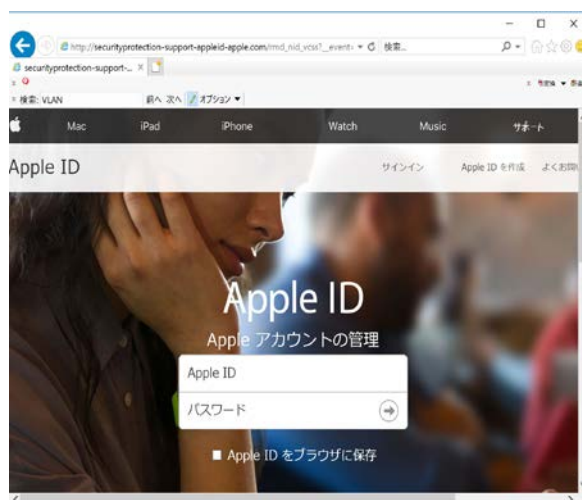 http://securityprotection-support-appleid-apple.com/rmd_nid_vcss?_event
検索...
securityprotection-support-...
検索: VLAN
前へ 次へ
オプション
Mac
iPad
iPhone
Watch
Music
サポート
Apple ID
サインイン
Apple ID を作成
Apple ID
Apple アカウントの管理
Apple ID
パスワード
Apple ID をブラウザに保存